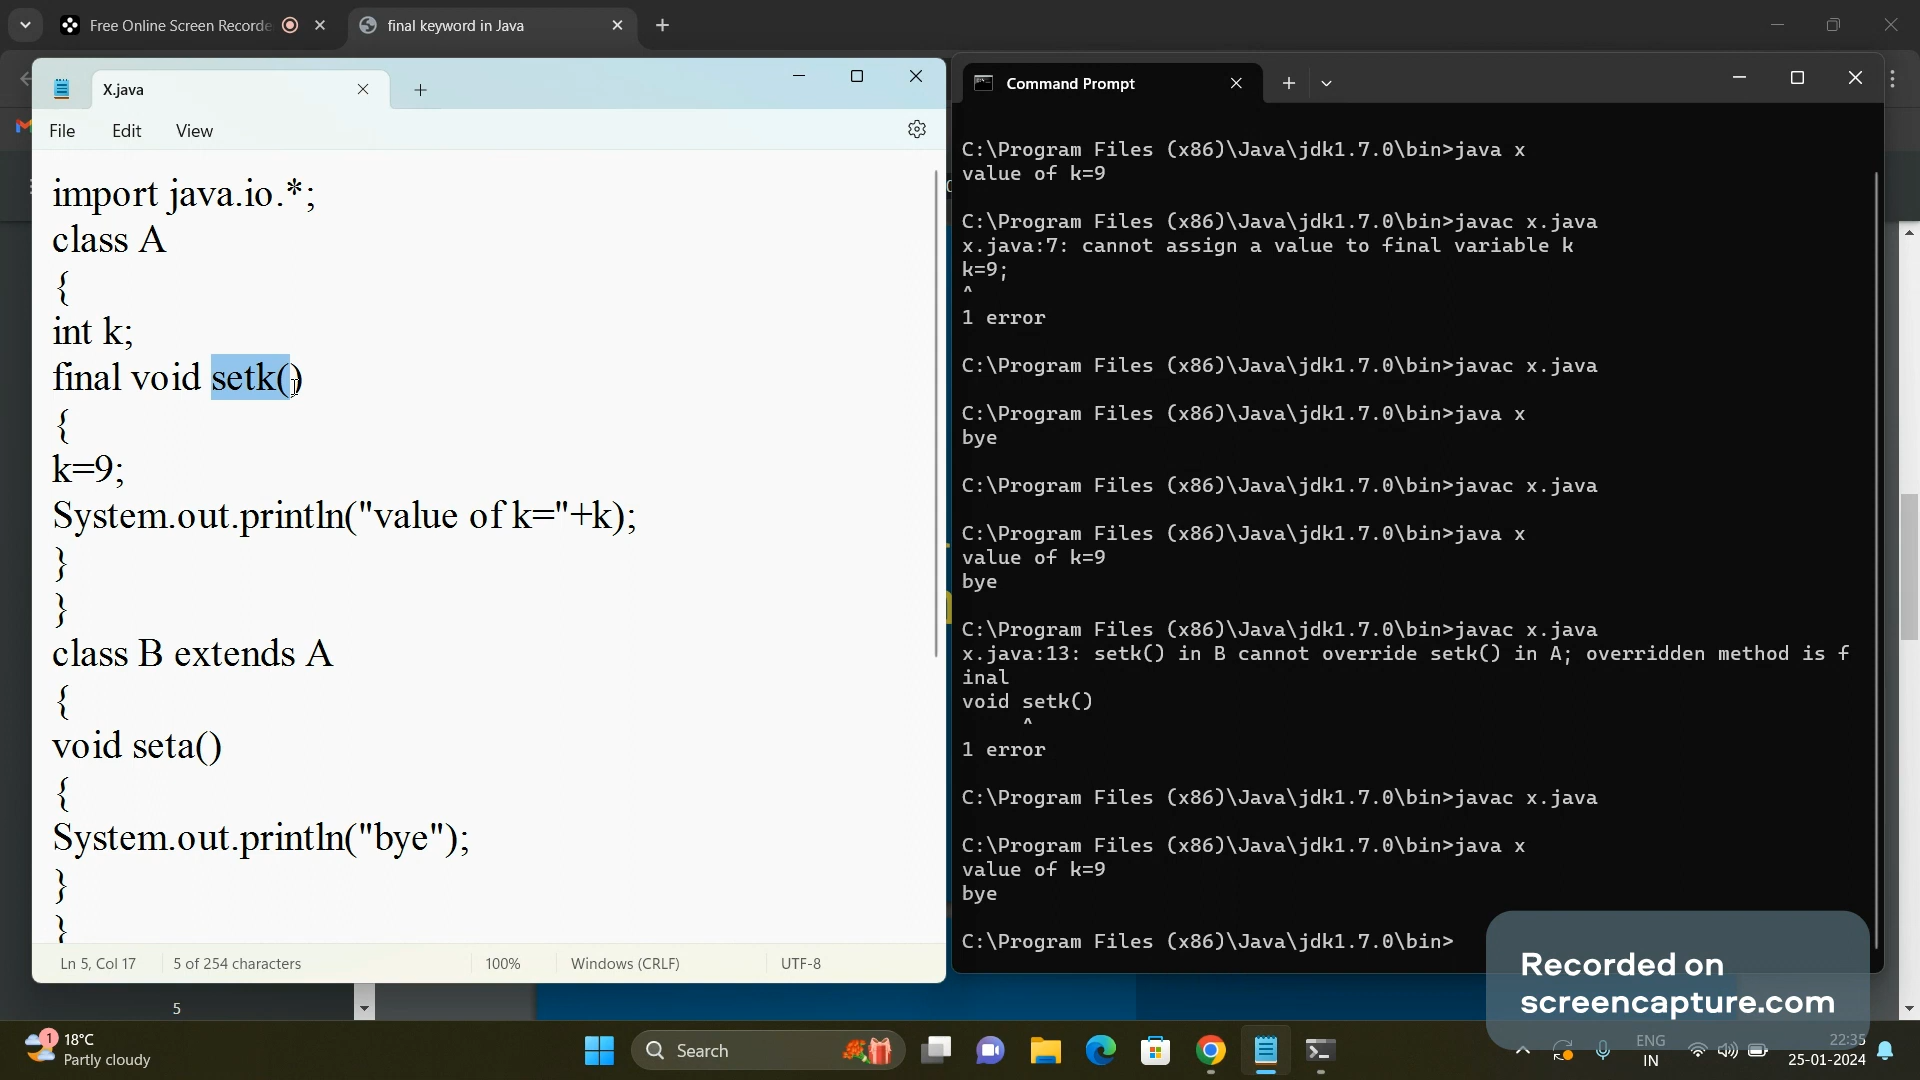 Free Online Screen Recorde
final keyword in Java
X.java
File Edit View
import java.io.*;
class A
{
int k;
final void setk()
{
k=9;
System.out.println("value of k="+k);
}
}
class B extends A
{
void seta()
{
System.out.println("bye");
}
}
Ln 5, Col 17 5 of 254 characters 100% Windows (CRLF) UTF-8
5
Command Prompt
C:\Program Files (x86)\Java\jdk1.7.0\bin>java x
value of k=9
C:\Program Files (x86)\Java\jdk1.7.0\bin>javac x.java
x.java:7: cannot assign a value to final variable k
k=9;
^
1 error
C:\Program Files (x86)\Java\jdk1.7.0\bin>javac x.java
C:\Program Files (x86)\Java\jdk1.7.0\bin>java x
bye
C:\Program Files (x86)\Java\jdk1.7.0\bin>javac x.java
C:\Program Files (x86)\Java\jdk1.7.0\bin>java x
value of k=9
bye
C:\Program Files (x86)\Java\jdk1.7.0\bin>javac x.java
x.java:13: setk() in B cannot override setk() in A; overridden method is f
inal
void setk()
^
1 error
C:\Program Files (x86)\Java\jdk1.7.0\bin>javac x.java
C:\Program Files (x86)\Java\jdk1.7.0\bin>java x
value of k=9
bye
C:\Program Files (x86)\Java\jdk1.7.0\bin>
Recorded on
screencapture.com
1
18°C
Partly cloudy
Search
ENG
IN
22:35
25-01-2024